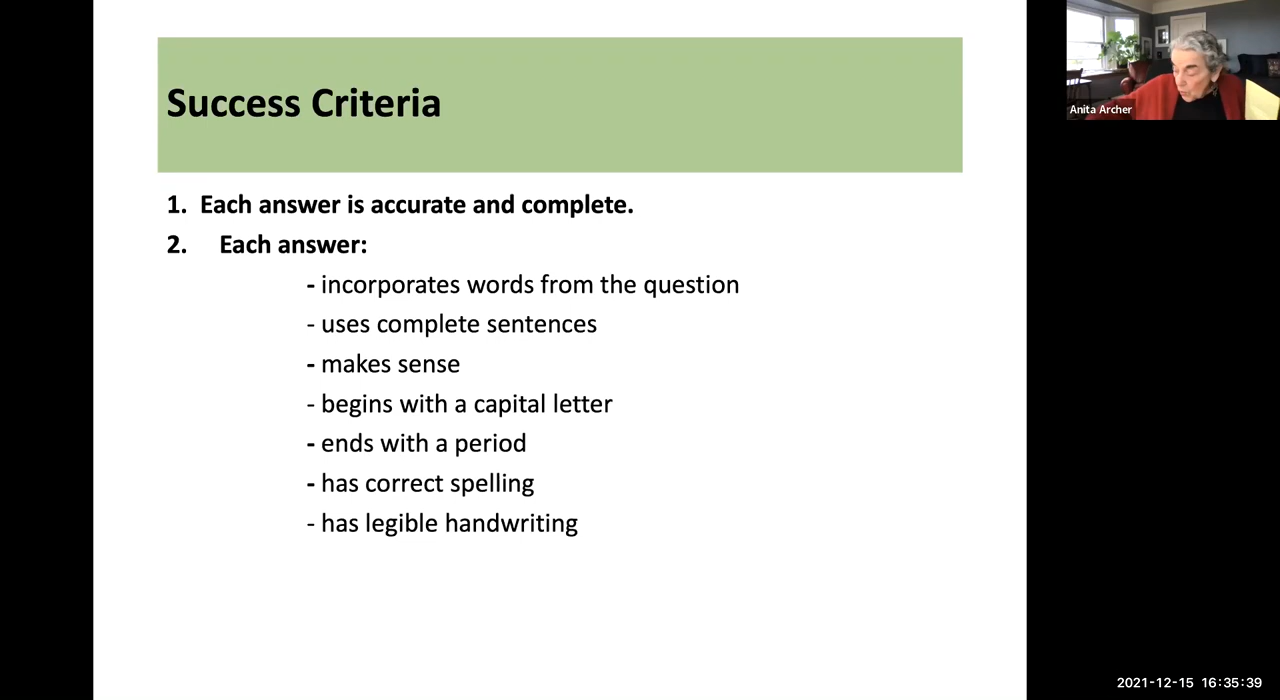 Success Criteria
1. Each answer is accurate and complete.
2. Each answer:
- incorporates words from the question
- uses complete sentences
- makes sense
- begins with a capital letter
- ends with a period
- has correct spelling
- has legible handwriting
Anita Archer
2021-12-15 16:35:39